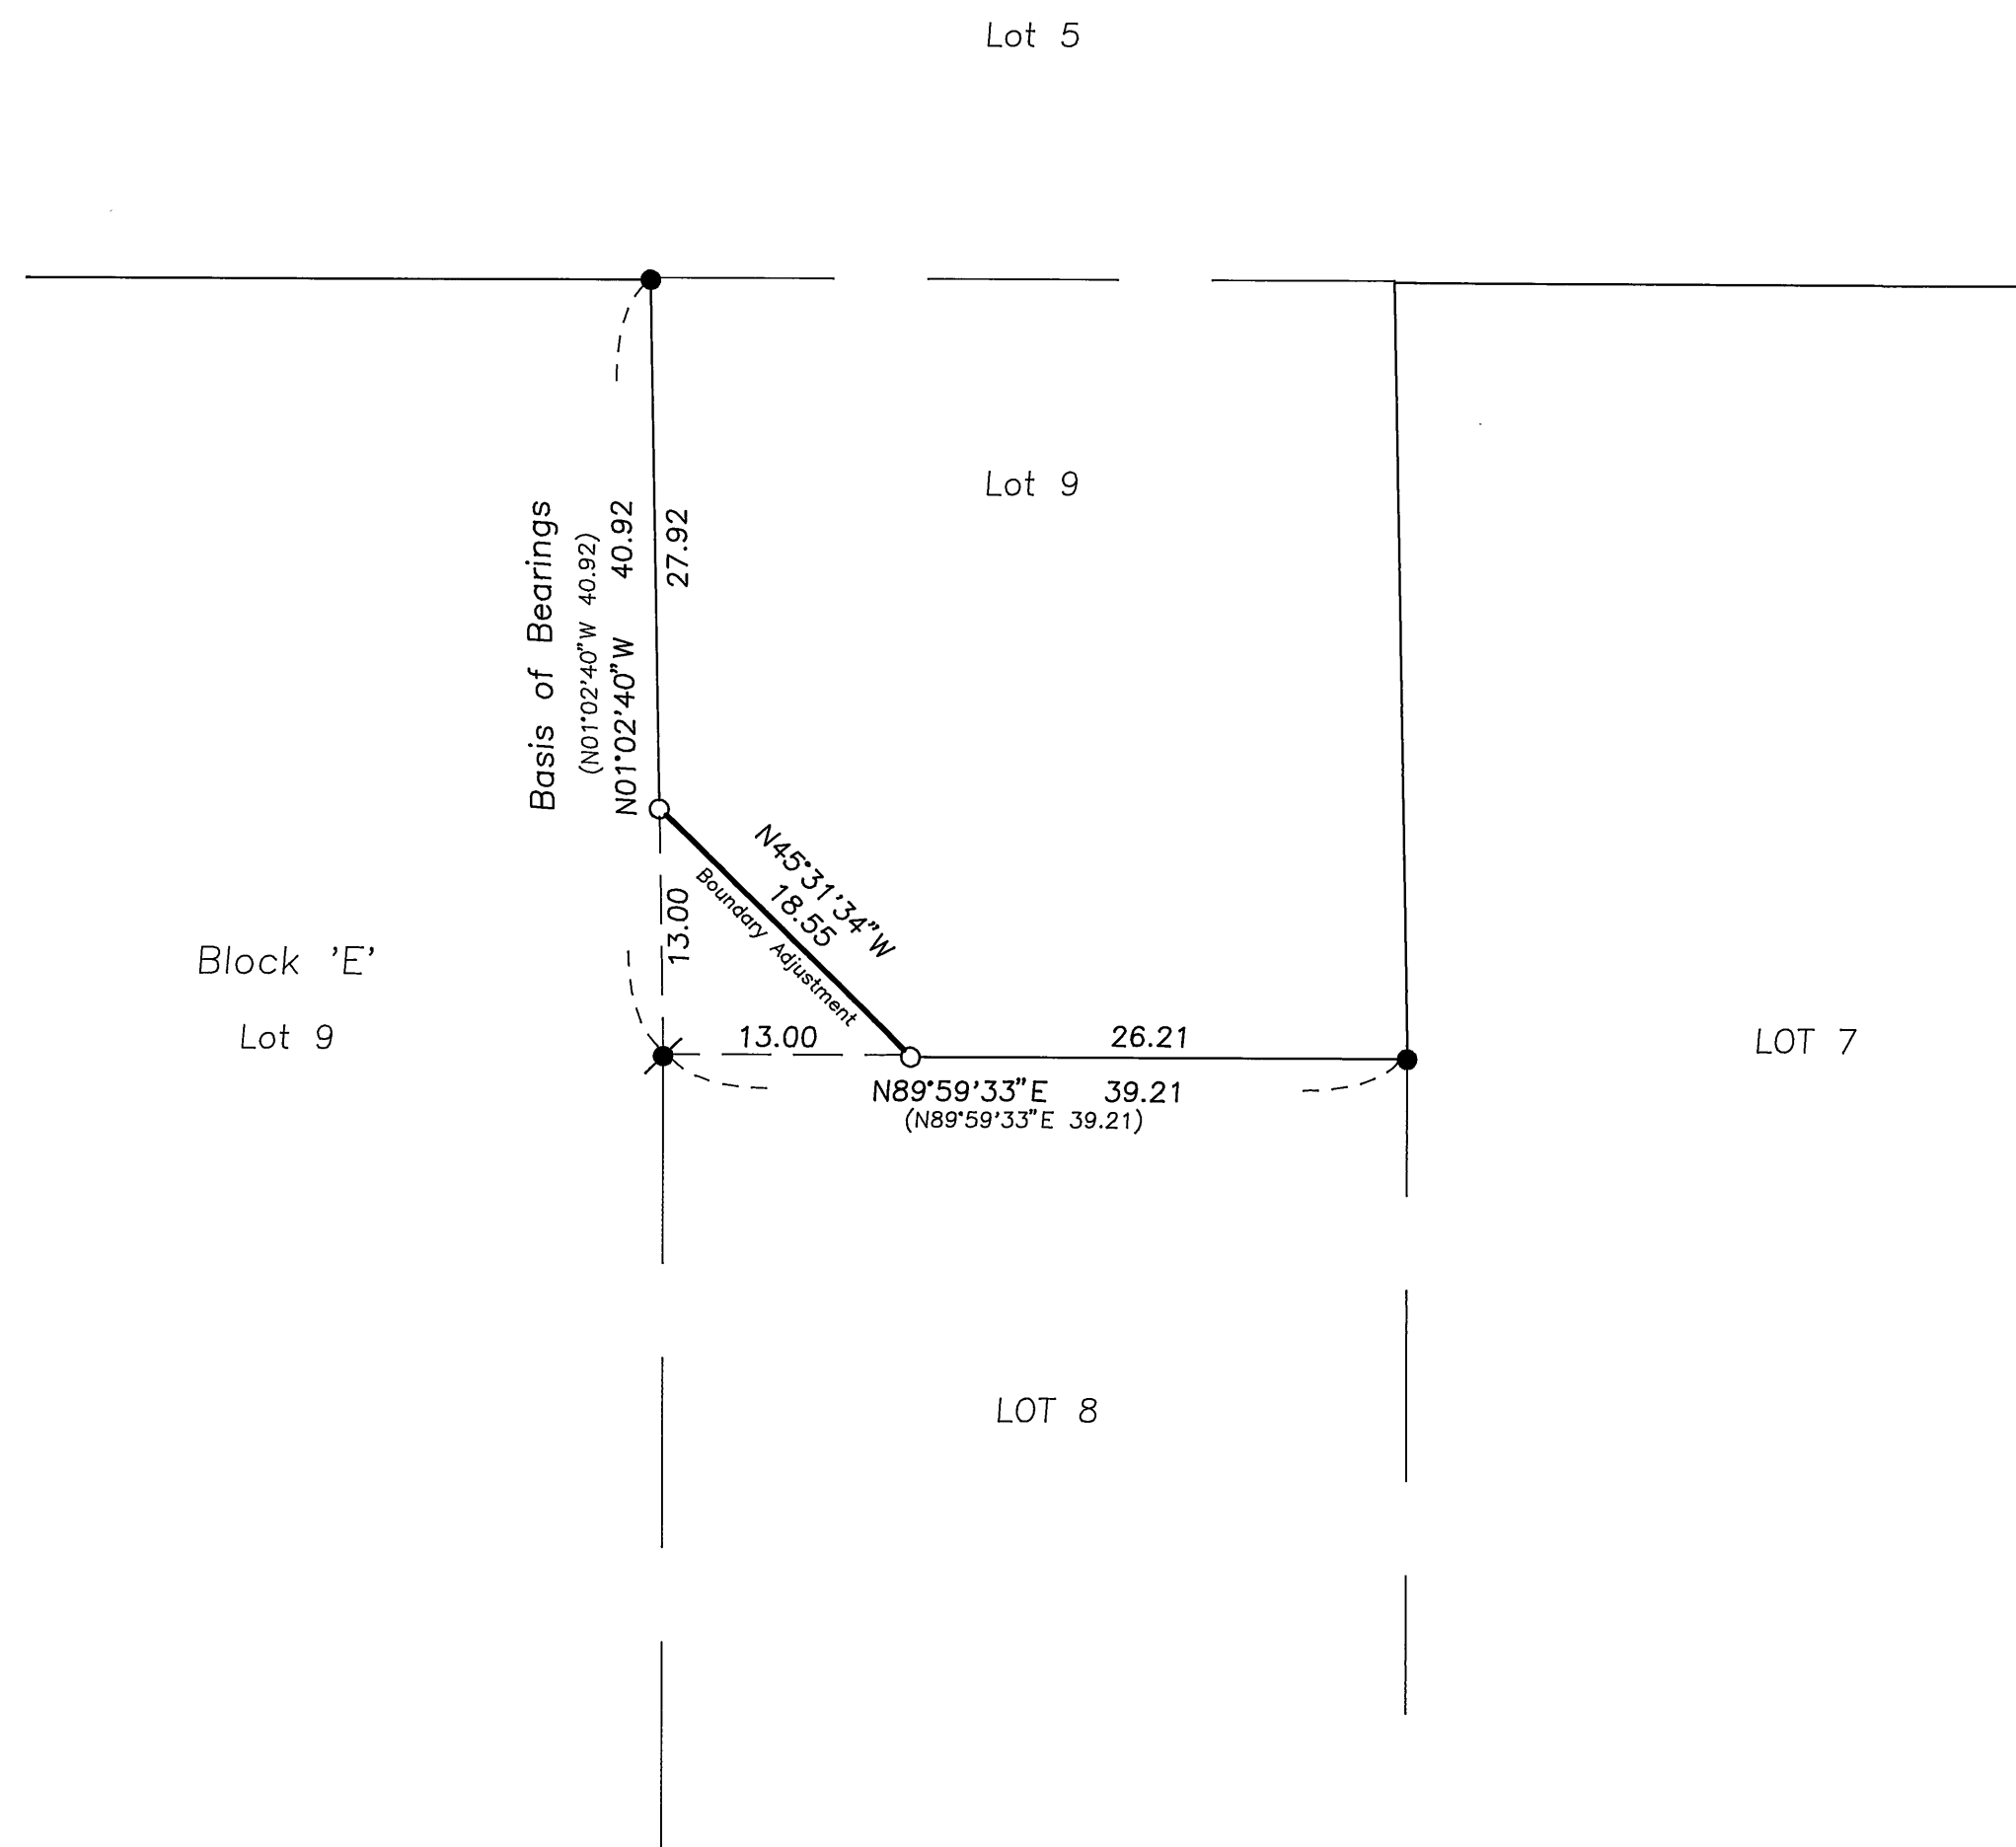 Lot 5
Lot 9
Basis of Bearings
(N01°02'40"W 40.92)
N01°02'40"W 40.92
27.92
N45°31'34"W
18.55
Boundary Adjustment
13.00
Block 'E'
Lot 9
13.00
26.21
LOT 7
N89°59'33"E 39.21
(N89°59'33"E 39.21)
LOT 8